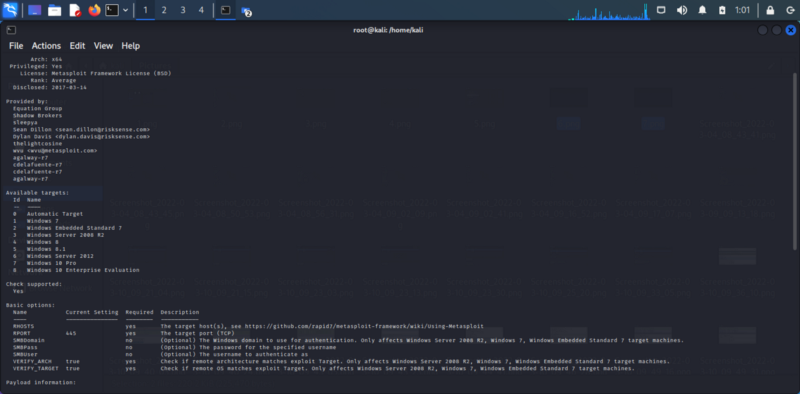 1 2 3 4
2
1:01
root@kali: /home/kali
File Actions Edit View Help
Arch: x64
Privileged: Yes
License: Metasploit Framework License (BSD)
Rank: Average
Disclosed: 2017-03-14
Provided by:
Equation Group
Shadow Brokers
sleepya
Sean Dillon <sean.dillon@risksense.com>
Dylan Davis <dylan.davis@risksense.com>
thelightcosine
wvu <wvu@metasploit.com>
agalway-r7
cdelafuente-r7
cdelafuente-r7
agalway-r7
Available targets:
Id Name
-- ----
0 Automatic Target
1 Windows 7
2 Windows Embedded Standard 7
3 Windows Server 2008 R2
4 Windows 8
5 Windows 8.1
6 Windows Server 2012
7 Windows 10 Pro
8 Windows 10 Enterprise Evaluation
Check supported:
Yes
Basic options:
Name Current Setting Required Description
---- --------------- -------- -----------
RHOSTS yes The target host(s), see https://github.com/rapid7/metasploit-framework/wiki/Using-Metasploit
RPORT 445 yes The target port (TCP)
SMBDomain no (Optional) The Windows domain to use for authentication. Only affects Windows Server 2008 R2, Windows 7, Windows Embedded Standard 7 target machines.
SMBPass no (Optional) The password for the specified username
SMBUser no (Optional) The username to authenticate as
VERIFY_ARCH true yes Check if remote architecture matches exploit Target. Only affects Windows Server 2008 R2, Windows 7, Windows Embedded Standard 7 target machines.
VERIFY_TARGET true yes Check if remote OS matches exploit Target. Only affects Windows Server 2008 R2, Windows 7, Windows Embedded Standard 7 target machines.
Payload information: